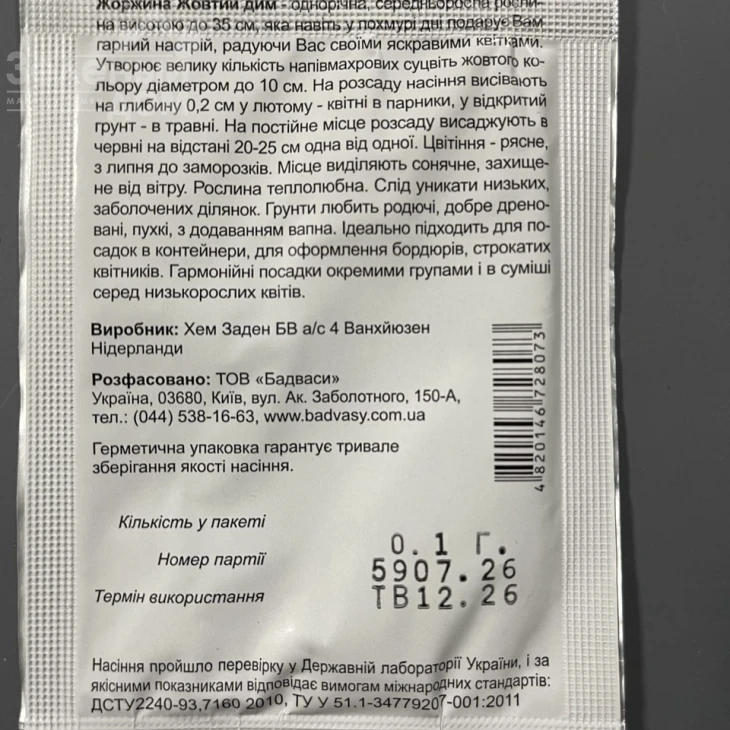 Жоржина Жовтий дим - однорічна, середньоросла росли-
на висотою до 35 см, яка навіть у похмурі дні подарує Вам
гарний настрій, радуючи Вас своїми яскравими квітками.
Утворює велику кількість напівмахрових суцвіть жовтого ко-
льору діаметром до 10 см. На розсаду насіння висівають
на глибину 0,2 см у лютому - квітні в парники, у відкритий
грунт - в травні. На постійне місце розсаду висаджують в
червні на відстані 20-25 см одна від одної. Цвітіння - рясне,
з липня до заморозків. Місце виділяють сонячне, захище-
не від вітру. Рослина теплолюбна. Слід уникати низьких,
заболочених ділянок. Грунти любить родючі, добре дрено-
вані, пухкі, з додаванням вапна. Ідеально підходить для по-
садок в контейнери, для оформлення бордюрів, строкатих
квітників. Гармонійні посадки окремими групами і в суміші
серед низькорослих квітів.
Виробник: Хем Заден БВ а/с 4 Ванхйюзен
Нідерланди
Розфасовано: ТОВ «Бадваси»
Україна, 03680, Київ, вул. Ак. Заболотного, 150-А,
тел.: (044) 538-16-63, www.badvasy.com.ua
Герметична упаковка гарантує тривале
зберігання якості насіння.
4820146728073
Кількість у пакеті 0.1 Г.
Номер партії 5907.26
Термін використання ТВ12.26
Насіння пройшло перевірку у Державній лабораторії України, і за
якісними показниками відповідає вимогам міжнародних стандартів:
ДСТУ2240-93,7160 2010, ТУ У 51.1-34779207-001:2011